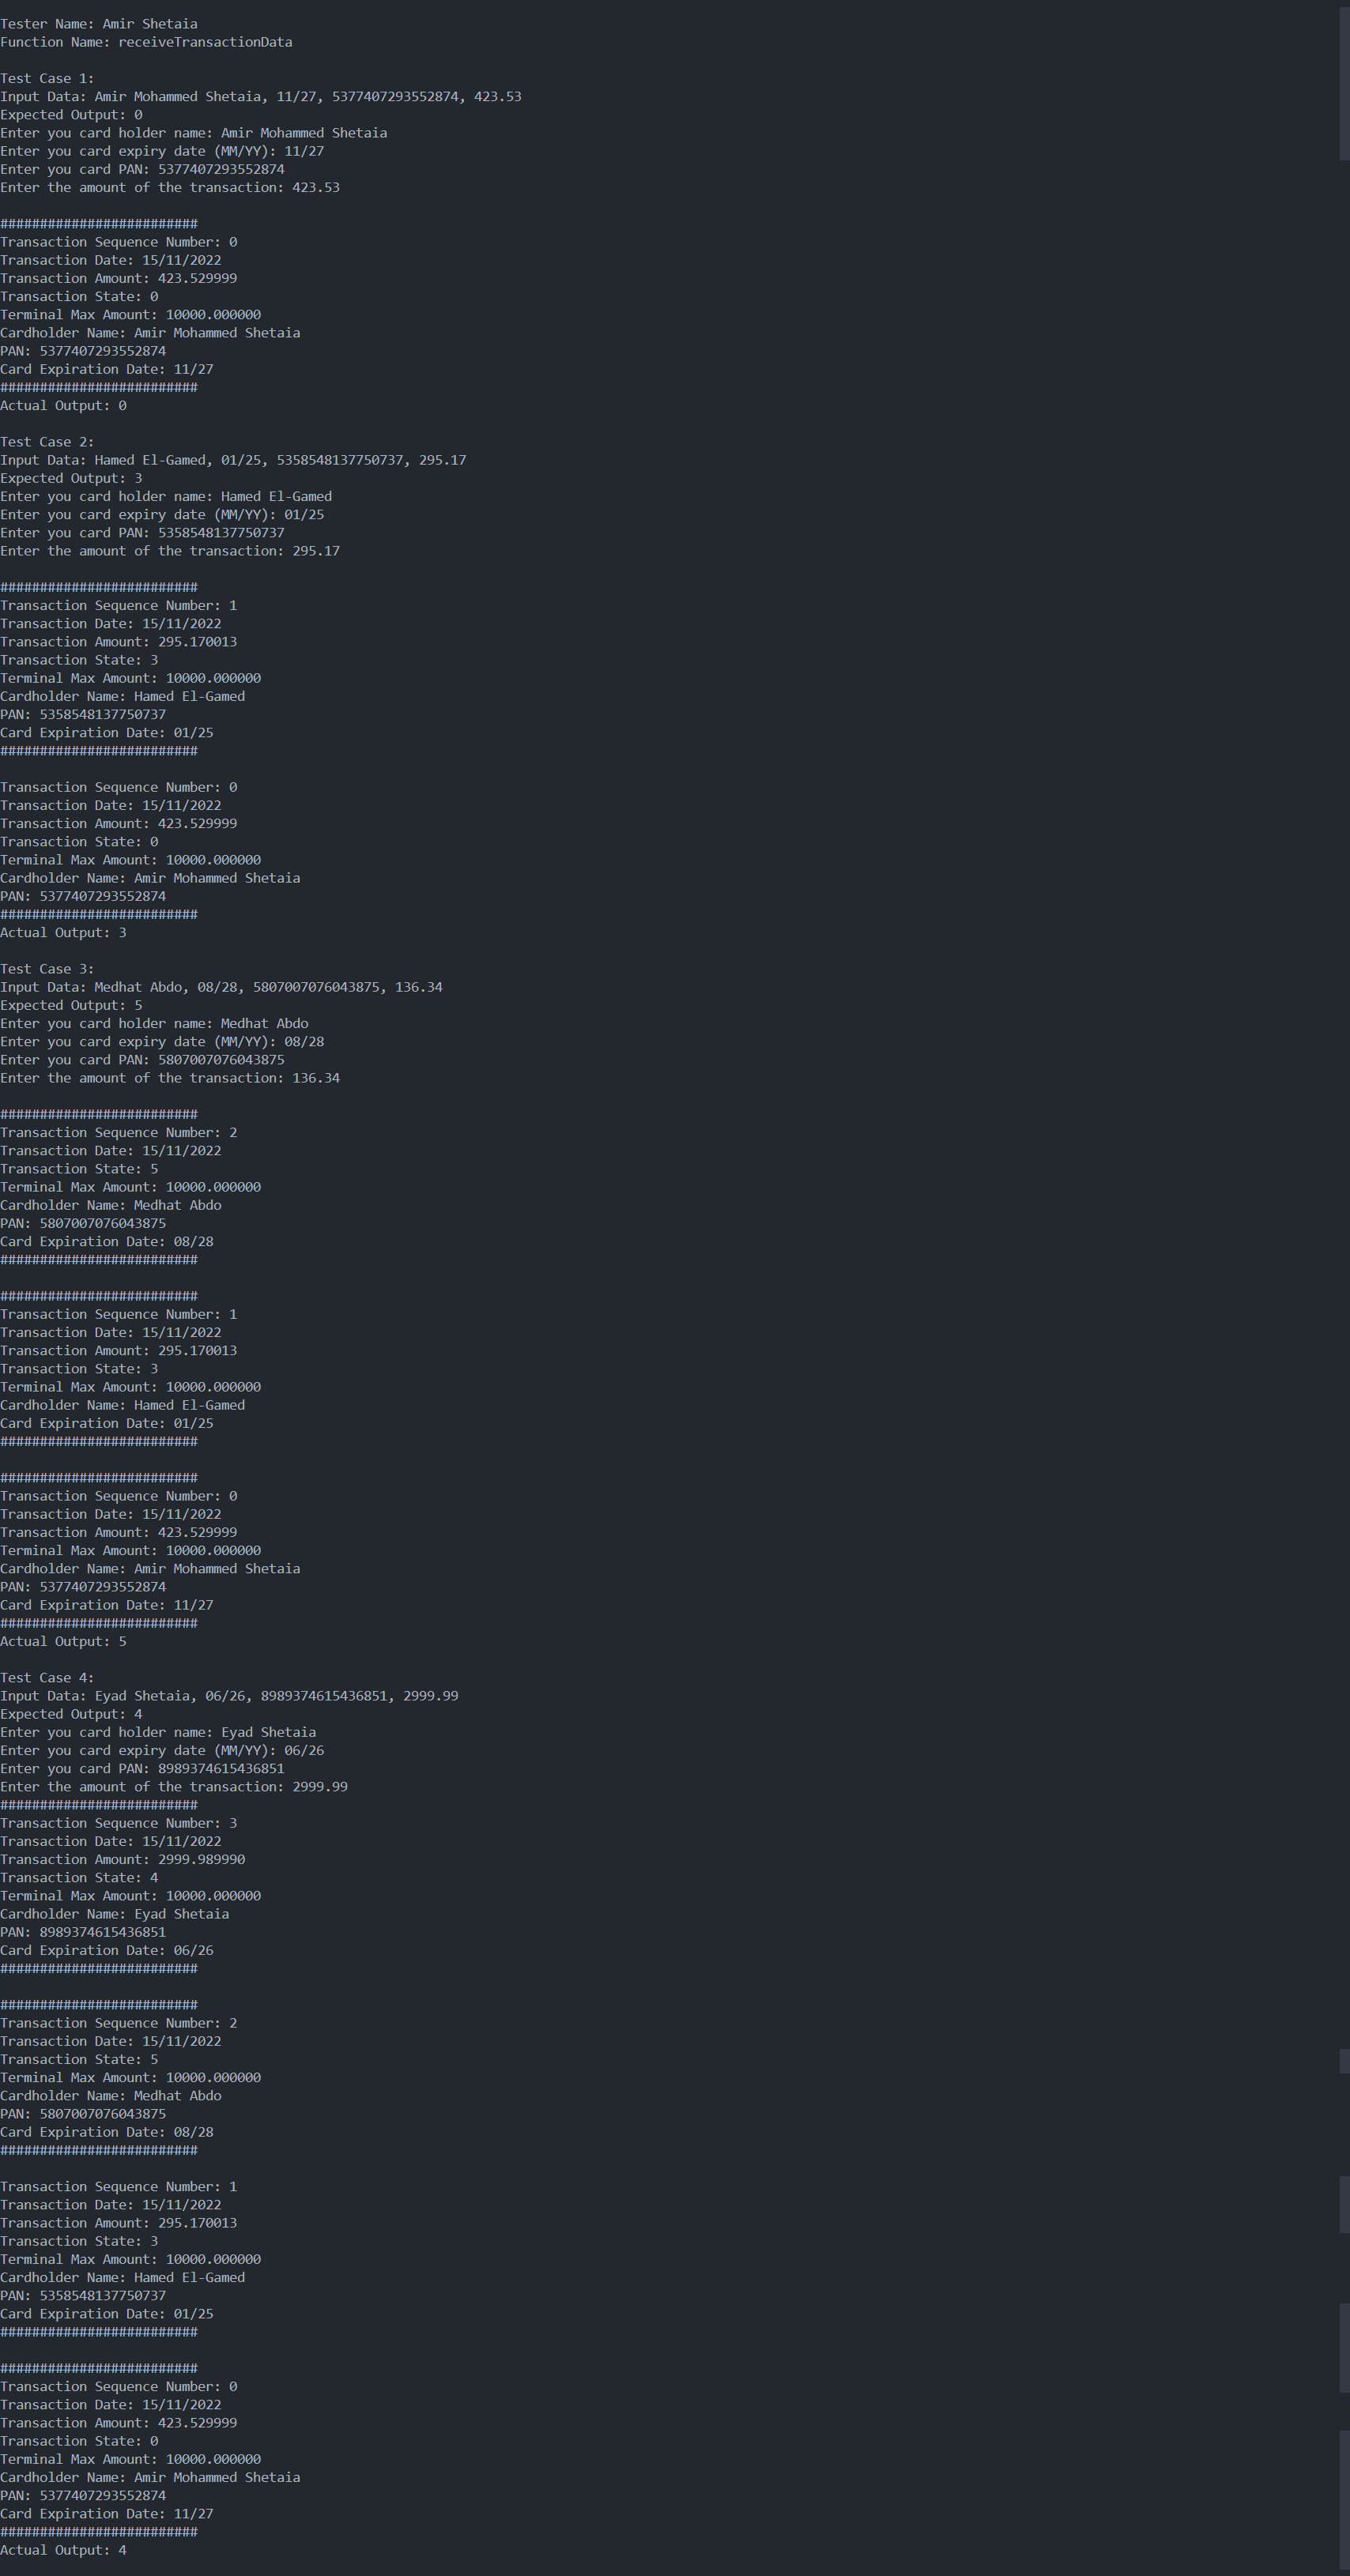 Tester Name: Amir Shetaia
Function Name: receiveTransactionData
Test Case 1:
Input Data: Amir Mohammed Shetaia, 11/27, 5377407293552874, 423.53
Expected Output: 0
Enter you card holder name: Amir Mohammed Shetaia
Enter you card expiry date (MM/YY): 11/27
Enter you card PAN: 5377407293552874
Enter the amount of the transaction: 423.53
#########################
Transaction Sequence Number: 0
Transaction Date: 15/11/2022
Transaction Amount: 423.529999
Transaction State: 0
Terminal Max Amount: 10000.000000
Cardholder Name: Amir Mohammed Shetaia
PAN: 5377407293552874
Card Expiration Date: 11/27
#########################
Actual Output: 0
Test Case 2:
Input Data: Hamed El-Gamed, 01/25, 5358548137750737, 295.17
Expected Output: 3
Enter you card holder name: Hamed El-Gamed
Enter you card expiry date (MM/YY): 01/25
Enter you card PAN: 5358548137750737
Enter the amount of the transaction: 295.17
#########################
Transaction Sequence Number: 1
Transaction Date: 15/11/2022
Transaction Amount: 295.170013
Transaction State: 3
Terminal Max Amount: 10000.000000
Cardholder Name: Hamed El-Gamed
PAN: 5358548137750737
Card Expiration Date: 01/25
#########################
Transaction Sequence Number: 0
Transaction Date: 15/11/2022
Transaction Amount: 423.529999
Transaction State: 0
Terminal Max Amount: 10000.000000
Cardholder Name: Amir Mohammed Shetaia
PAN: 5377407293552874
#########################
Actual Output: 3
Test Case 3:
Input Data: Medhat Abdo, 08/28, 5807007076043875, 136.34
Expected Output: 5
Enter you card holder name: Medhat Abdo
Enter you card expiry date (MM/YY): 08/28
Enter you card PAN: 5807007076043875
Enter the amount of the transaction: 136.34
#########################
Transaction Sequence Number: 2
Transaction Date: 15/11/2022
Transaction State: 5
Terminal Max Amount: 10000.000000
Cardholder Name: Medhat Abdo
PAN: 5807007076043875
Card Expiration Date: 08/28
#########################
#########################
Transaction Sequence Number: 1
Transaction Date: 15/11/2022
Transaction Amount: 295.170013
Transaction State: 3
Terminal Max Amount: 10000.000000
Cardholder Name: Hamed El-Gamed
Card Expiration Date: 01/25
#########################
#########################
Transaction Sequence Number: 0
Transaction Date: 15/11/2022
Transaction Amount: 423.529999
Terminal Max Amount: 10000.000000
Cardholder Name: Amir Mohammed Shetaia
PAN: 5377407293552874
Card Expiration Date: 11/27
#########################
Actual Output: 5
Test Case 4:
Input Data: Eyad Shetaia, 06/26, 8989374615436851, 2999.99
Expected Output: 4
Enter you card holder name: Eyad Shetaia
Enter you card expiry date (MM/YY): 06/26
Enter you card PAN: 8989374615436851
Enter the amount of the transaction: 2999.99
#########################
Transaction Sequence Number: 3
Transaction Date: 15/11/2022
Transaction Amount: 2999.989990
Transaction State: 4
Terminal Max Amount: 10000.000000
Cardholder Name: Eyad Shetaia
PAN: 8989374615436851
Card Expiration Date: 06/26
#########################
#########################
Transaction Sequence Number: 2
Transaction Date: 15/11/2022
Transaction State: 5
Terminal Max Amount: 10000.000000
Cardholder Name: Medhat Abdo
PAN: 5807007076043875
Card Expiration Date: 08/28
#########################
Transaction Sequence Number: 1
Transaction Date: 15/11/2022
Transaction Amount: 295.170013
Transaction State: 3
Terminal Max Amount: 10000.000000
Cardholder Name: Hamed El-Gamed
PAN: 5358548137750737
Card Expiration Date: 01/25
#########################
#########################
Transaction Sequence Number: 0
Transaction Date: 15/11/2022
Transaction Amount: 423.529999
Transaction State: 0
Terminal Max Amount: 10000.000000
Cardholder Name: Amir Mohammed Shetaia
PAN: 5377407293552874
Card Expiration Date: 11/27
#########################
Actual Output: 4